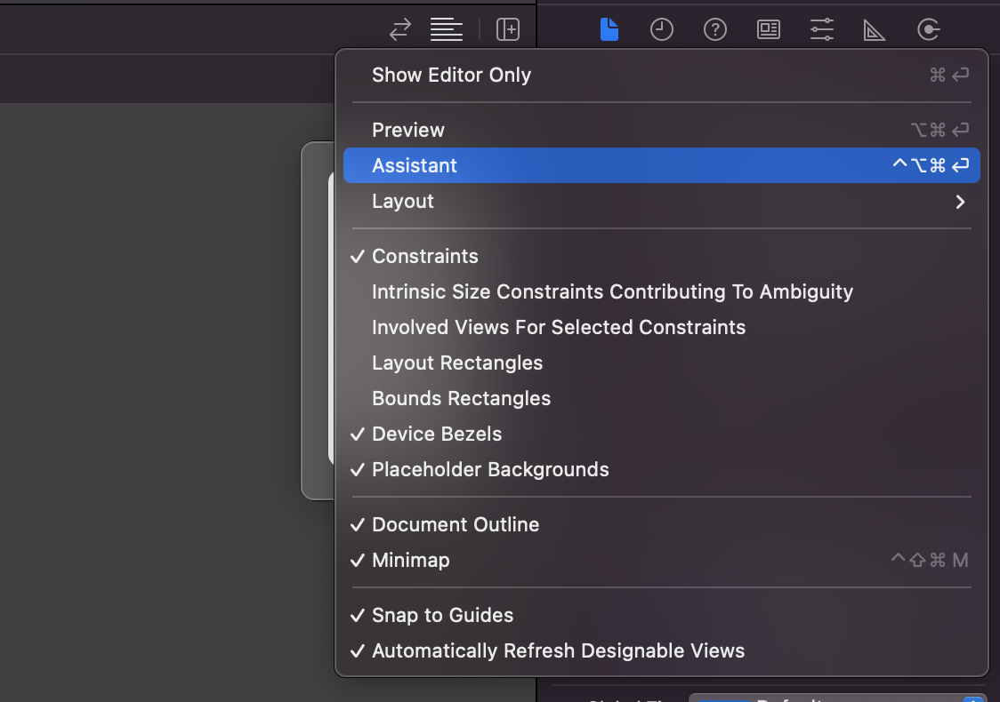 Show Editor Only ⌘ ↩
Preview ⌥⌘ ↩
Assistant ^⌥⌘ ↩
Layout
✓ Constraints
Intrinsic Size Constraints Contributing To Ambiguity
Involved Views For Selected Constraints
Layout Rectangles
Bounds Rectangles
✓ Device Bezels
✓ Placeholder Backgrounds
✓ Document Outline
✓ Minimap ^⇧⌘ M
✓ Snap to Guides
✓ Automatically Refresh Designable Views